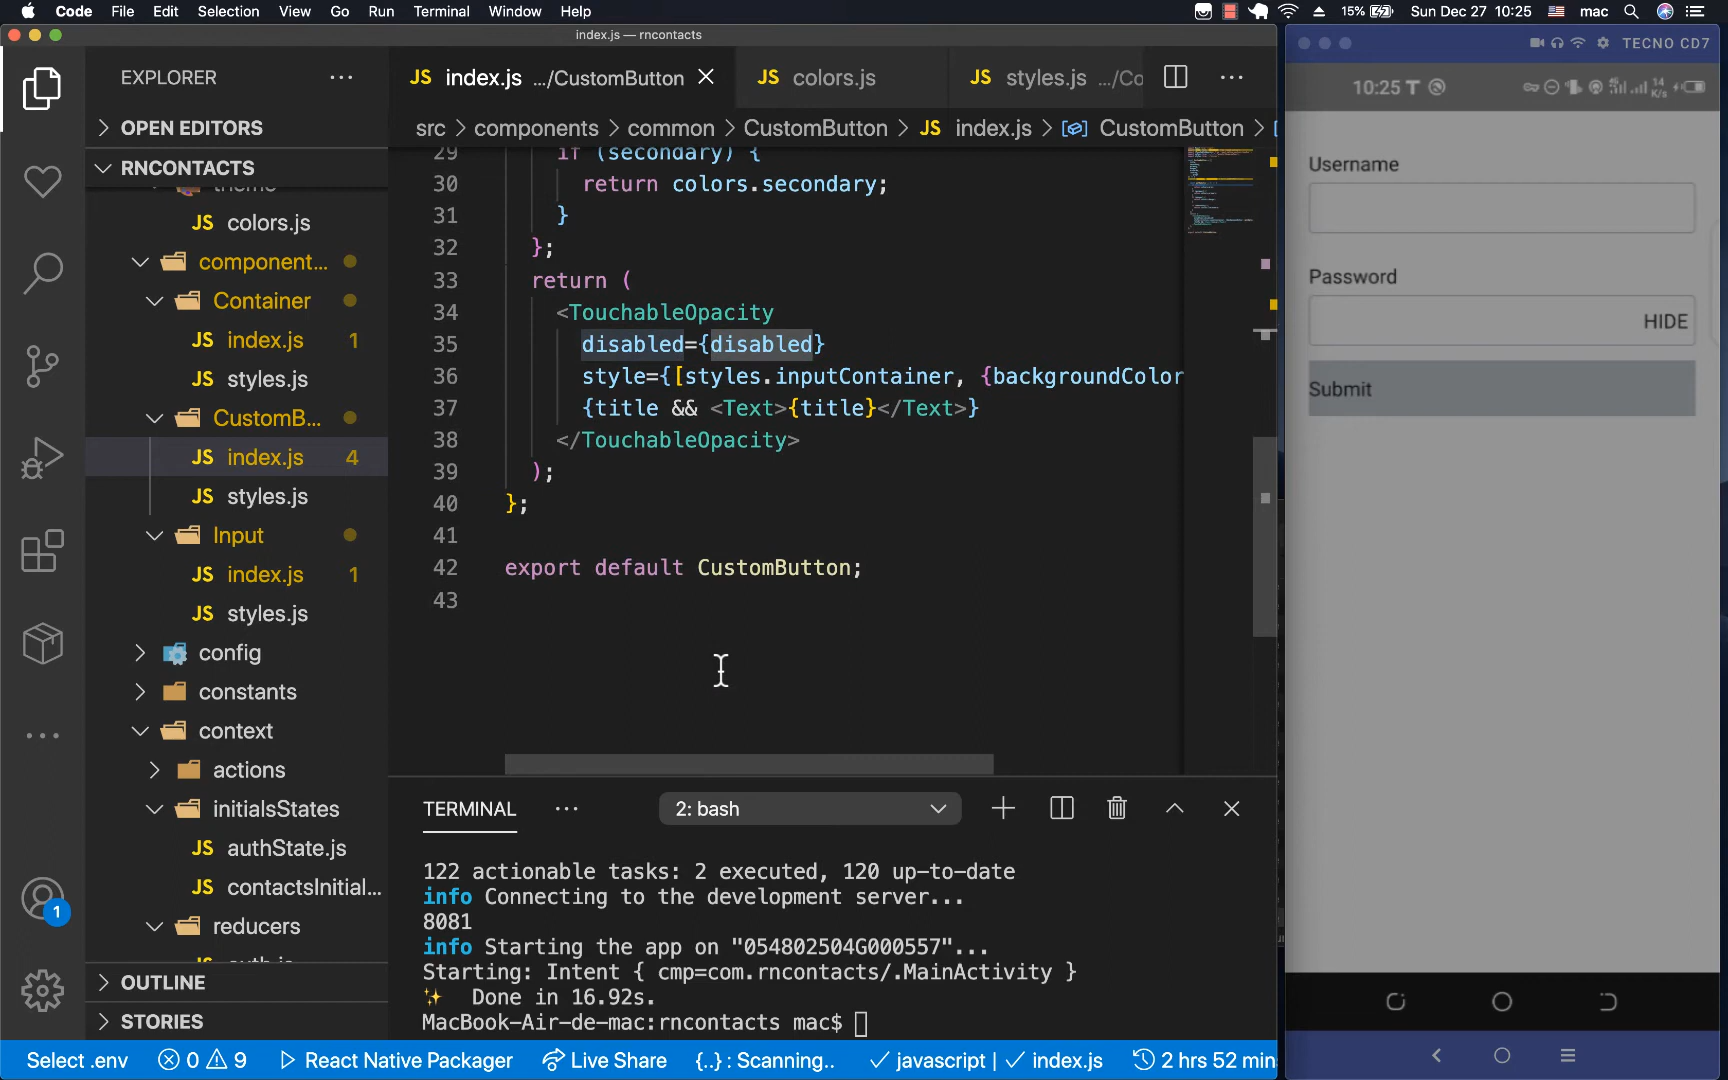 Code File Edit Selection View Go Run Terminal Window Help
15% Sun Dec 27 10:25 mac
index.js — rncontacts
EXPLORER
OPEN EDITORS
RNCONTACTS
theme
JS colors.js
component...
Container
JS index.js 1
JS styles.js
CustomB...
JS index.js 4
JS styles.js
Input
JS index.js 1
JS styles.js
config
constants
context
actions
initialsStates
JS authState.js
JS contactsInitial...
reducers
OUTLINE
STORIES
1
JS index.js .../CustomButton JS colors.js JS styles.js .../Co
src > components > common > CustomButton > JS index.js > CustomButton >
29 if (secondary) {
30 return colors.secondary;
31 }
32 };
33 return (
34 <TouchableOpacity
35 disabled={disabled}
36 style={[styles.inputContainer, {backgroundColor
37 {title && <Text>{title}</Text>}
38 </TouchableOpacity>
39 );
40 };
41
42 export default CustomButton;
43
TERMINAL ... 2: bash
122 actionable tasks: 2 executed, 120 up-to-date
info Connecting to the development server...
8081
info Starting the app on "054802504G000557"...
Starting: Intent { cmp=com.rncontacts/.MainActivity }
✨ Done in 16.92s.
MacBook-Air-de-mac:rncontacts mac$
Select .env 0 9 React Native Packager Live Share {..} : Scanning.. javascript | index.js 2 hrs 52 min
TECNO CD7
10:25 T 14 K/s
Username
Password
HIDE
Submit